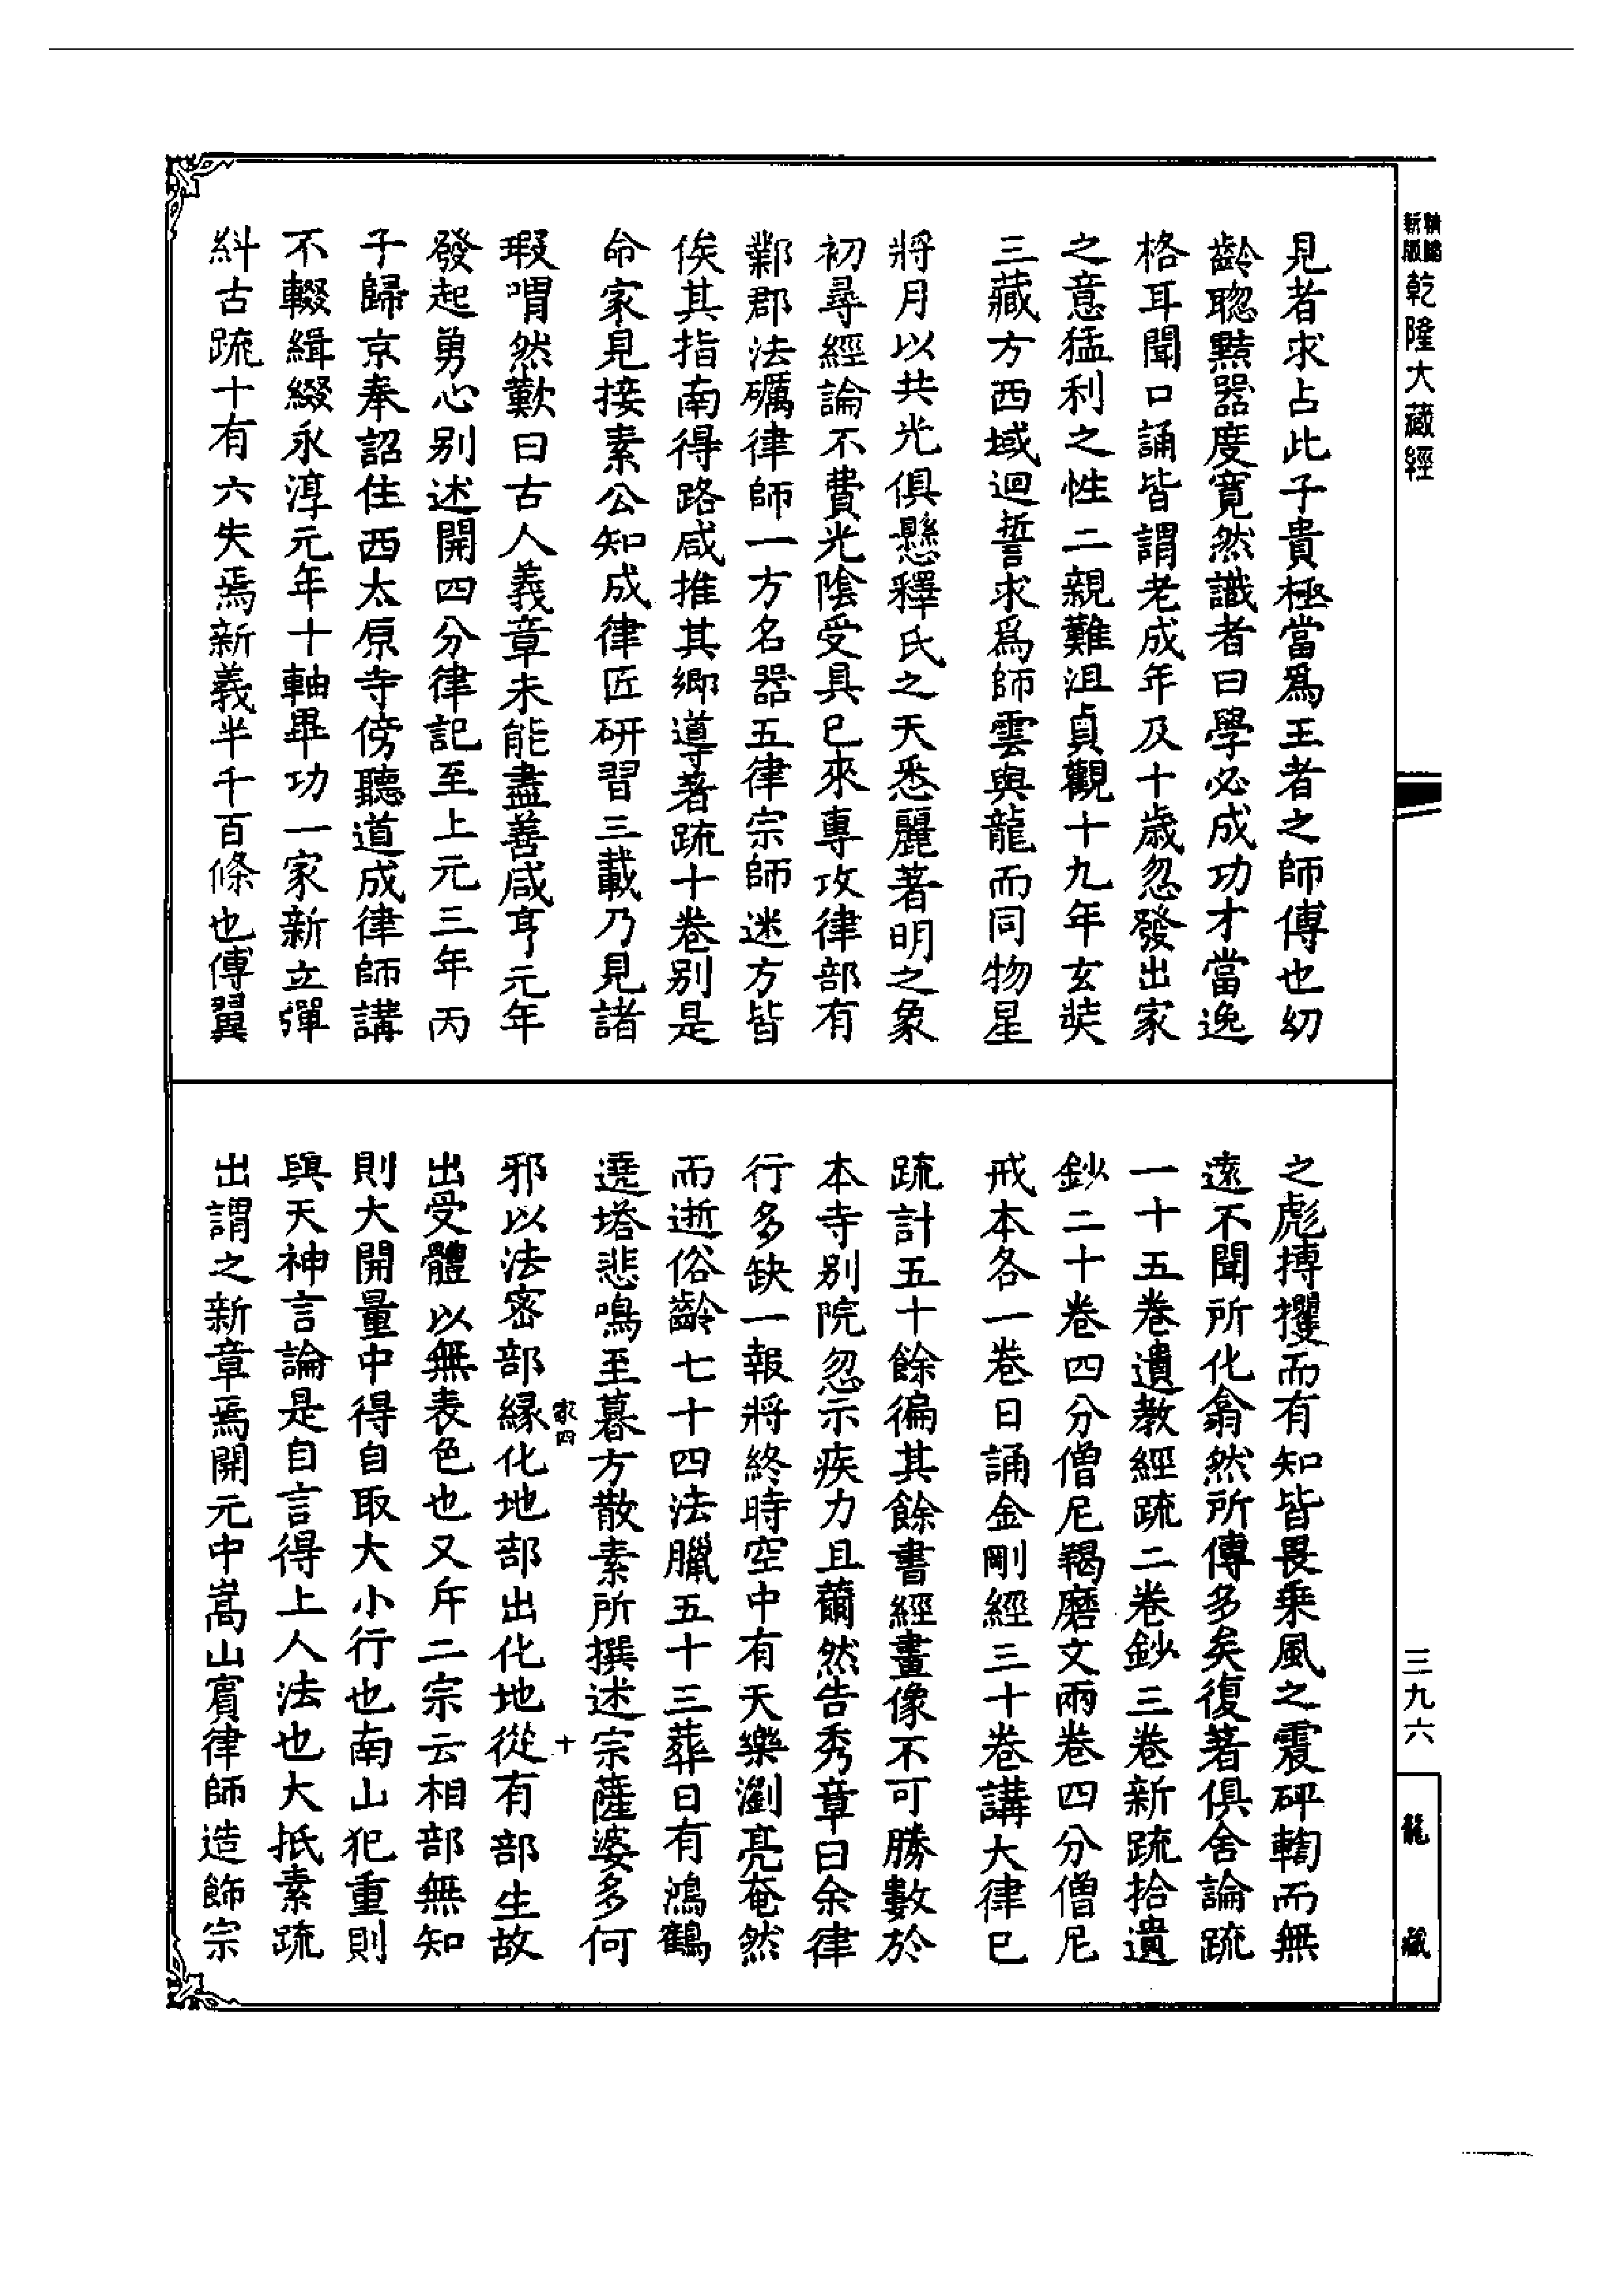 新版
精縮
乾隆大藏經
三九六
龍藏
見者求占此子貴極當爲王者之師傅也幼
齡聰黠器度寬然識者曰學必成功才當逸
格耳聞口誦皆謂老成年及十歲忽發出家
之意猛利之性二親難沮貞觀十九年玄奘
三藏方西域迴誓求爲師雲與龍而同物星
將月以共光俱懸釋氏之天悉麗著明之象
初尋經論不費光陰受具已來專攻律部有
鄴郡法礪律師一方名器五律宗師迷方皆
俟其指南得路咸推其鄉導著疏十卷別是
命家見接素公知成律匠研習三載乃見諸
瑕喟然歎曰古人義章未能盡善咸亨元年
發起勇心別述開四分律記至上元三年丙
子歸京奉詔住西太原寺傍聽道成律師講
不輟緝綴永淳元年十軸畢功一家新立彈
糾古疏十有六失焉新義半千百條也傅翼
之彪搏攫而有知皆畏乘風之震砰輷而無
遠不聞所化翕然所傳多矣復著俱舍論疏
一十五卷遺教經疏二卷鈔三卷新疏拾遺
鈔二十卷四分僧尼羯磨文兩卷四分僧尼
戒本各一卷日誦金剛經三十卷講大律已
疏計五十餘徧其餘書經畫像不可勝數於
本寺別院忽示疾力且薾然告秀章曰余律
行多缺一報將終時空中有天樂瀏亮奄然
而逝俗齡七十四法臘五十三葬日有鴻鶴
遶塔悲鳴至暮方散素所撰述宗薩婆多何
家四
十
邪以法密部緣化地部出化地從有部生故
出受體以無表色也又斥二宗云相部無知
則大開量中得自取大小行也南山犯重則
與天神言論是自言得上人法也大抵素疏
出謂之新章焉開元中嵩山賓律師造飾宗